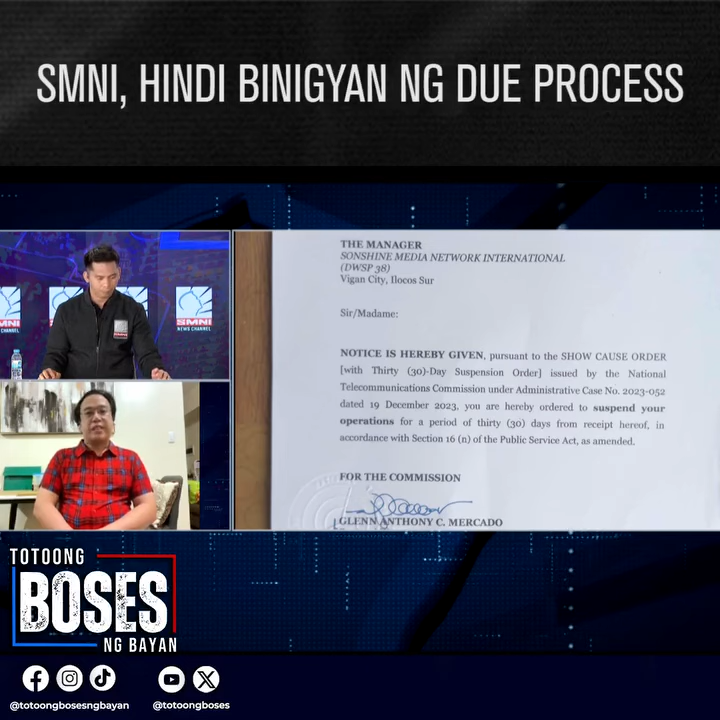 SMNI, HINDI BINIGYAN NG DUE PROCESS
SMNI
NEWS CHANNEL
SMNI
NEWS CHANNEL
THE MANAGER
SONSHINE MEDIA NETWORK INTERNATIONAL
(DWSP 38)
Vigan City, Ilocos Sur
Sir/Madame:
NOTICE IS HEREBY GIVEN, pursuant to the SHOW CAUSE ORDER
[with Thirty (30)-Day Suspension Order] issued by the National
Telecommunications Commission under Administrative Case No. 2023-052
dated 19 December 2023, you are hereby ordered to suspend your
operations for a period of thirty (30) days from receipt hereof, in
accordance with Section 16 (n) of the Public Service Act, as amended.
FOR THE COMMISSION
GLENN ANTHONY C. MERCADO
TOTOONG
BOSES
NG BAYAN
@totoongbosesngbayan
@totoongboses